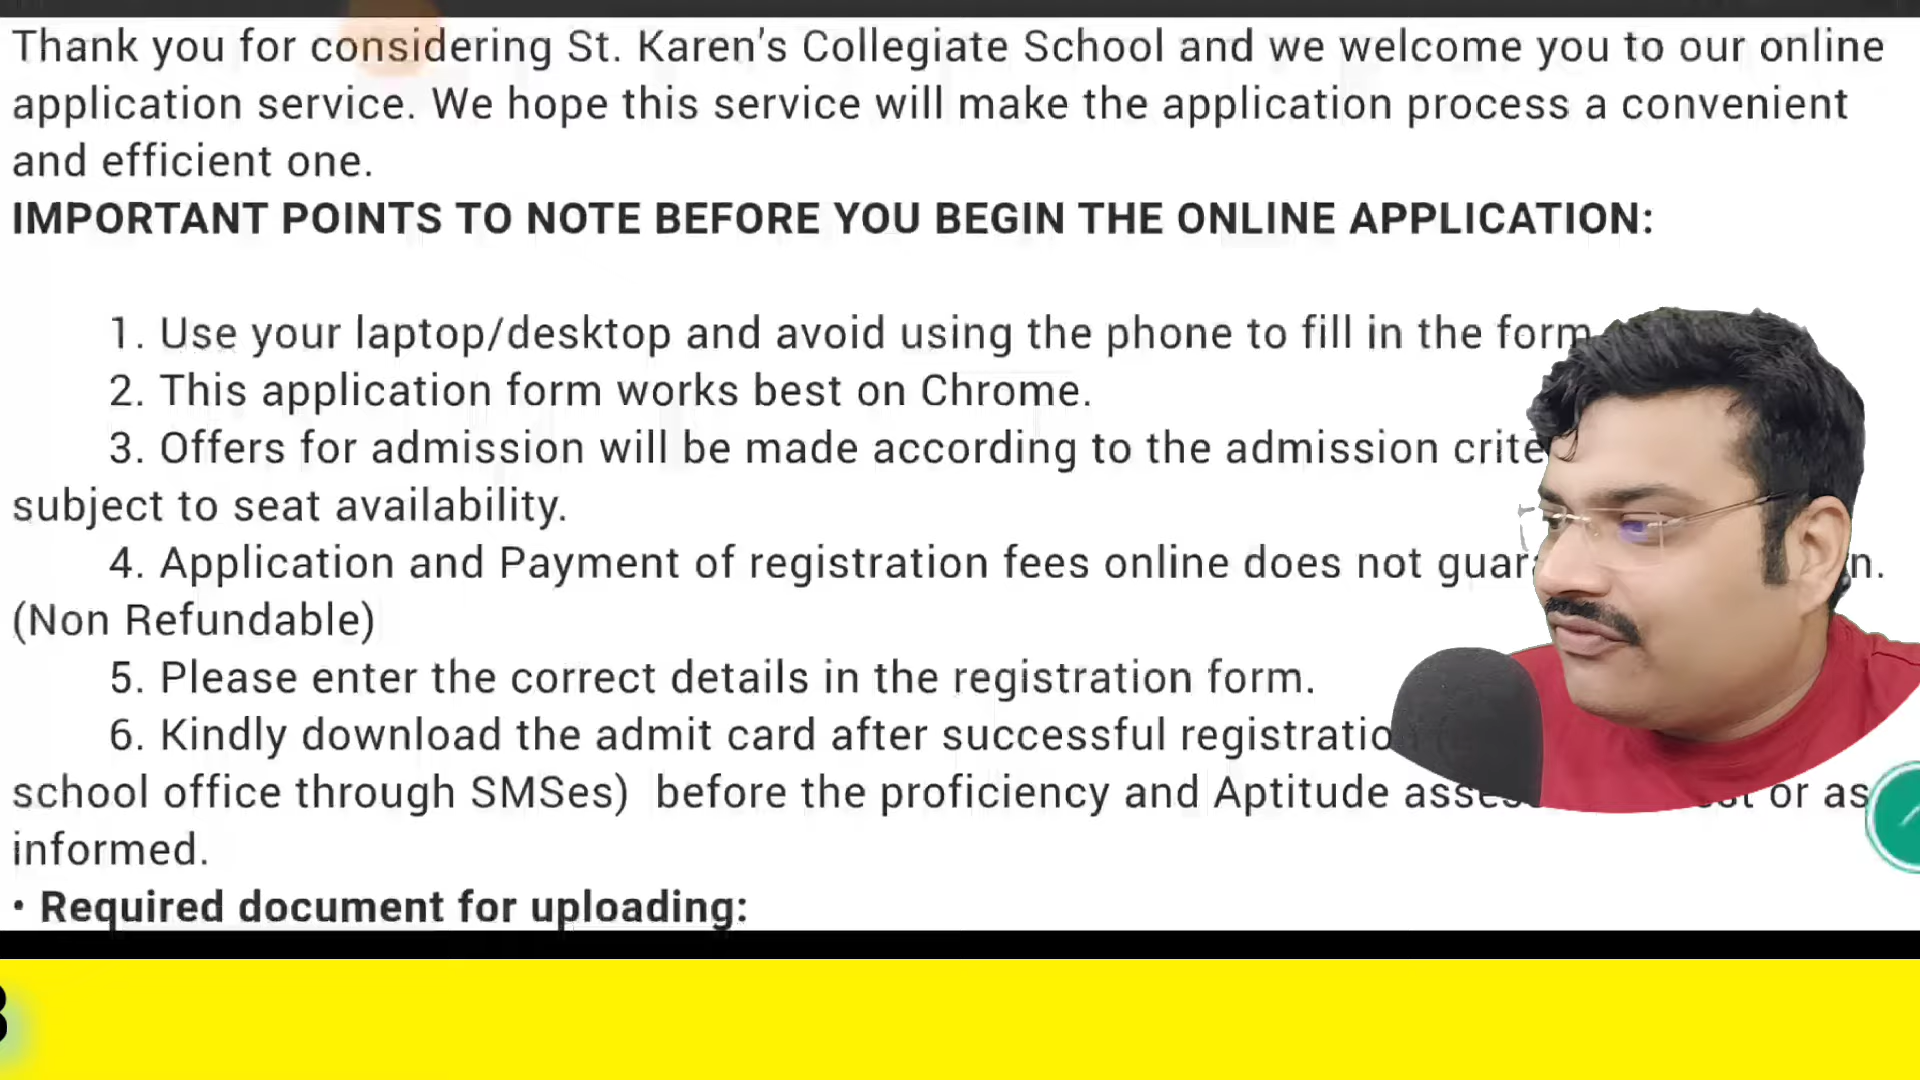 Thank you for considering St. Karen's Collegiate School and we welcome you to our online
application service. We hope this service will make the application process a convenient
and efficient one.
IMPORTANT POINTS TO NOTE BEFORE YOU BEGIN THE ONLINE APPLICATION:
1. Use your laptop/desktop and avoid using the phone to fill in the form
2. This application form works best on Chrome.
3. Offers for admission will be made according to the admission
subject to seat availability.
4. Application and Payment of registration fees online does not
(Non Refundable)
5. Please enter the correct details in the registration form.
6. Kindly download the admit card after successful
school office through SMSes) before the proficiency and Aptitude or as
informed.
• Required document for uploading: